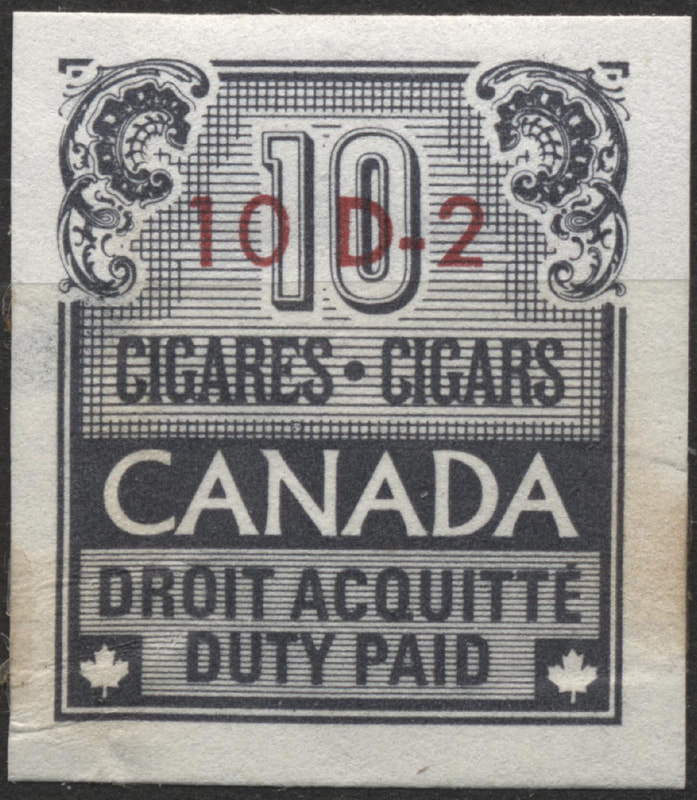 10
10 D-2
CIGARES • CIGARS
CANADA
DROIT ACQUITTÉ
DUTY PAID